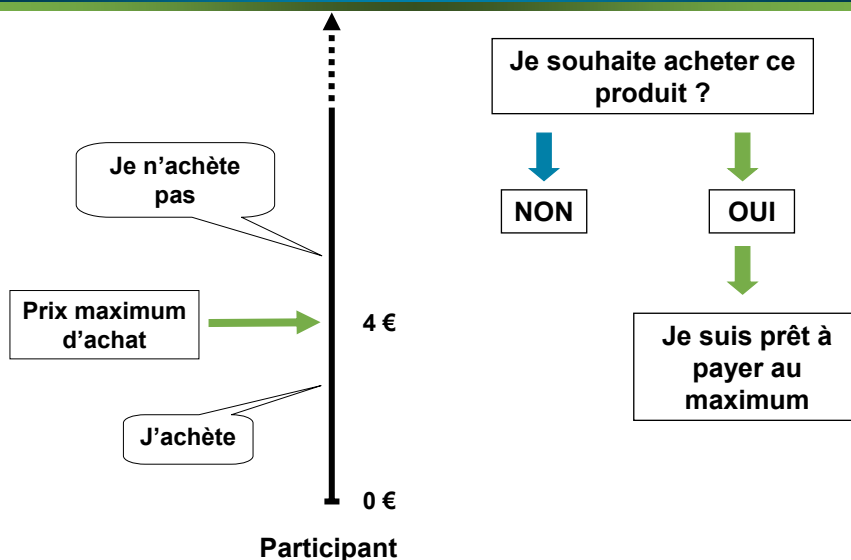 Je n'achète
pas
Prix maximum
d'achat
4 €
J'achète
0 €
Participant
Je souhaite acheter ce
produit ?
NON
OUI
Je suis prêt à
payer au
maximum